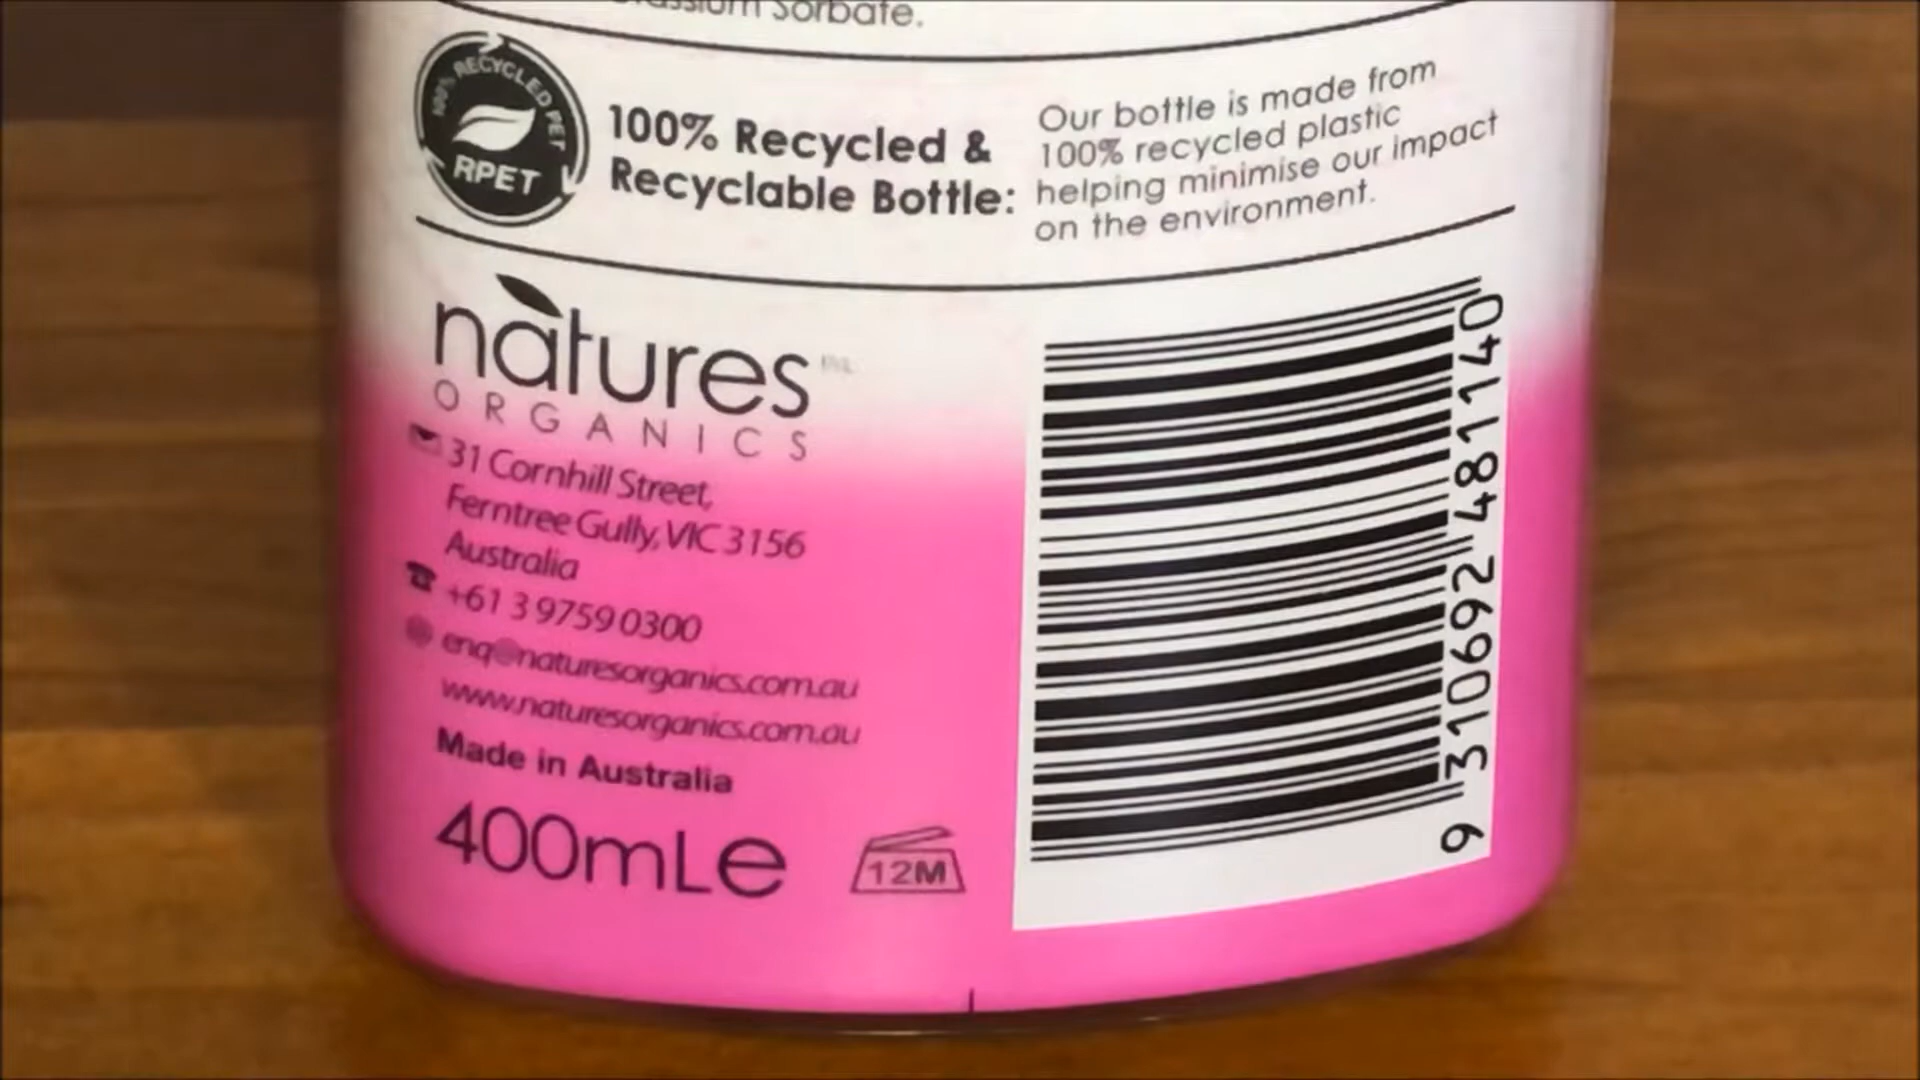 Sorbate.
100% RECYCLED PET
RPET
100% Recycled &
Recyclable Bottle:
Our bottle is made from
100% recycled plastic
helping minimise our impact
on the environment.
natures
ORGANICS
31 Cornhill Street,
Ferntree Gully, VIC 3156
Australia
+61 3 9759 0300
enq@naturesorganics.com.au
www.naturesorganics.com.au
Made in Australia
400mLe
12M
9 310692 481140